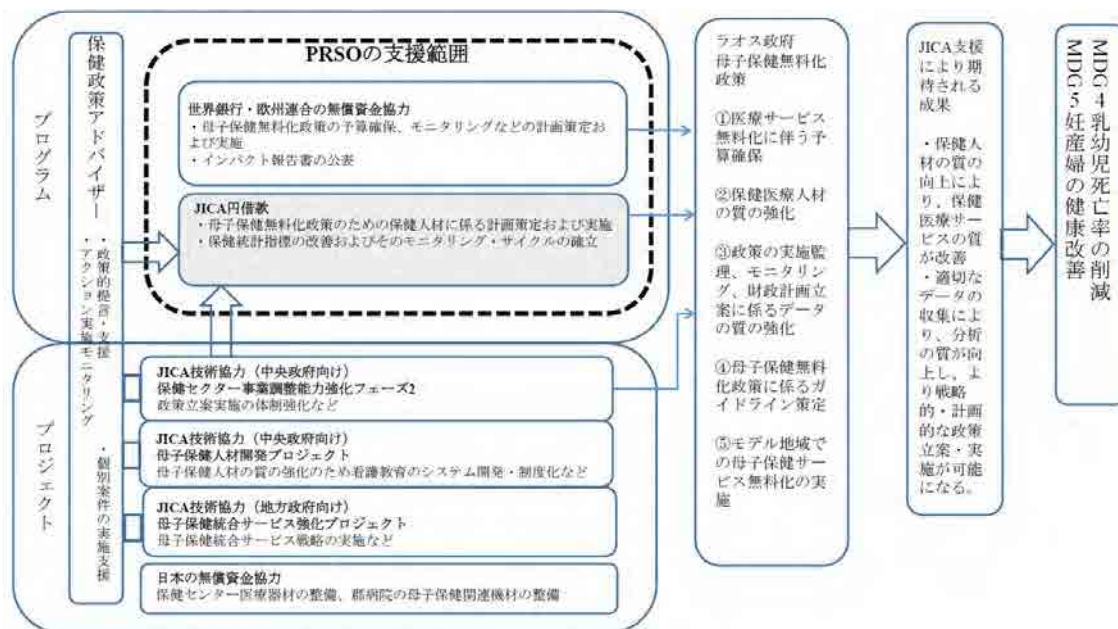 プログラム
プロジェクト
保健政策アドバイザー
・政策的提言・支援
・アクション実施モニタリング
・個別案件の実施支援
PRSOの支援範囲
世界銀行・欧州連合の無償資金協力
・母子保健無料化政策の予算確保、モニタリングなどの計画策定お
よび実施
・インパクト報告書の公表
JICA円借款
・母子保健無料化政策のための保健人材に係る計画策定および実施
・保健統計指標の改善およびそのモニタリング・サイクルの確立
JICA技術協力（中央政府向け）
保健セクター事業調整能力強化フェーズ2
政策立案実施の体制強化など
JICA技術協力（中央政府向け）
母子保健人材開発プロジェクト
母子保健人材の質の強化のため看護教育のシステム開発・制度化など
JICA技術協力（地方政府向け）
母子保健統合サービス強化プロジェクト
母子保健統合サービス戦略の実施など
日本の無償資金協力
保健センター医療器材の整備、郡病院の母子保健関連機材の整備
ラオス政府
母子保健無料化
政策
①医療サービス
無料化に伴う予
算確保
②保健医療人材
の質の強化
③政策の実施監
理、モニタリン
グ、財政計画立
案に係るデータ
の質の強化
④母子保健無料
化政策に係るガ
イドライン策定
⑤モデル地域で
の母子保健サー
ビス無料化の実
施
JICA支援
により期
待される
成果
・保健人
材の質の
向上によ
り、保健
医療サー
ビスの質
が改善
・適切な
データの
収集によ
り、分析
の質が向
上し、よ
り戦略
的・計画
的な政策
立案・実
施が可能
になる。
MDG 4 乳幼児死亡率の削減
MDG 5 妊産婦の健康改善